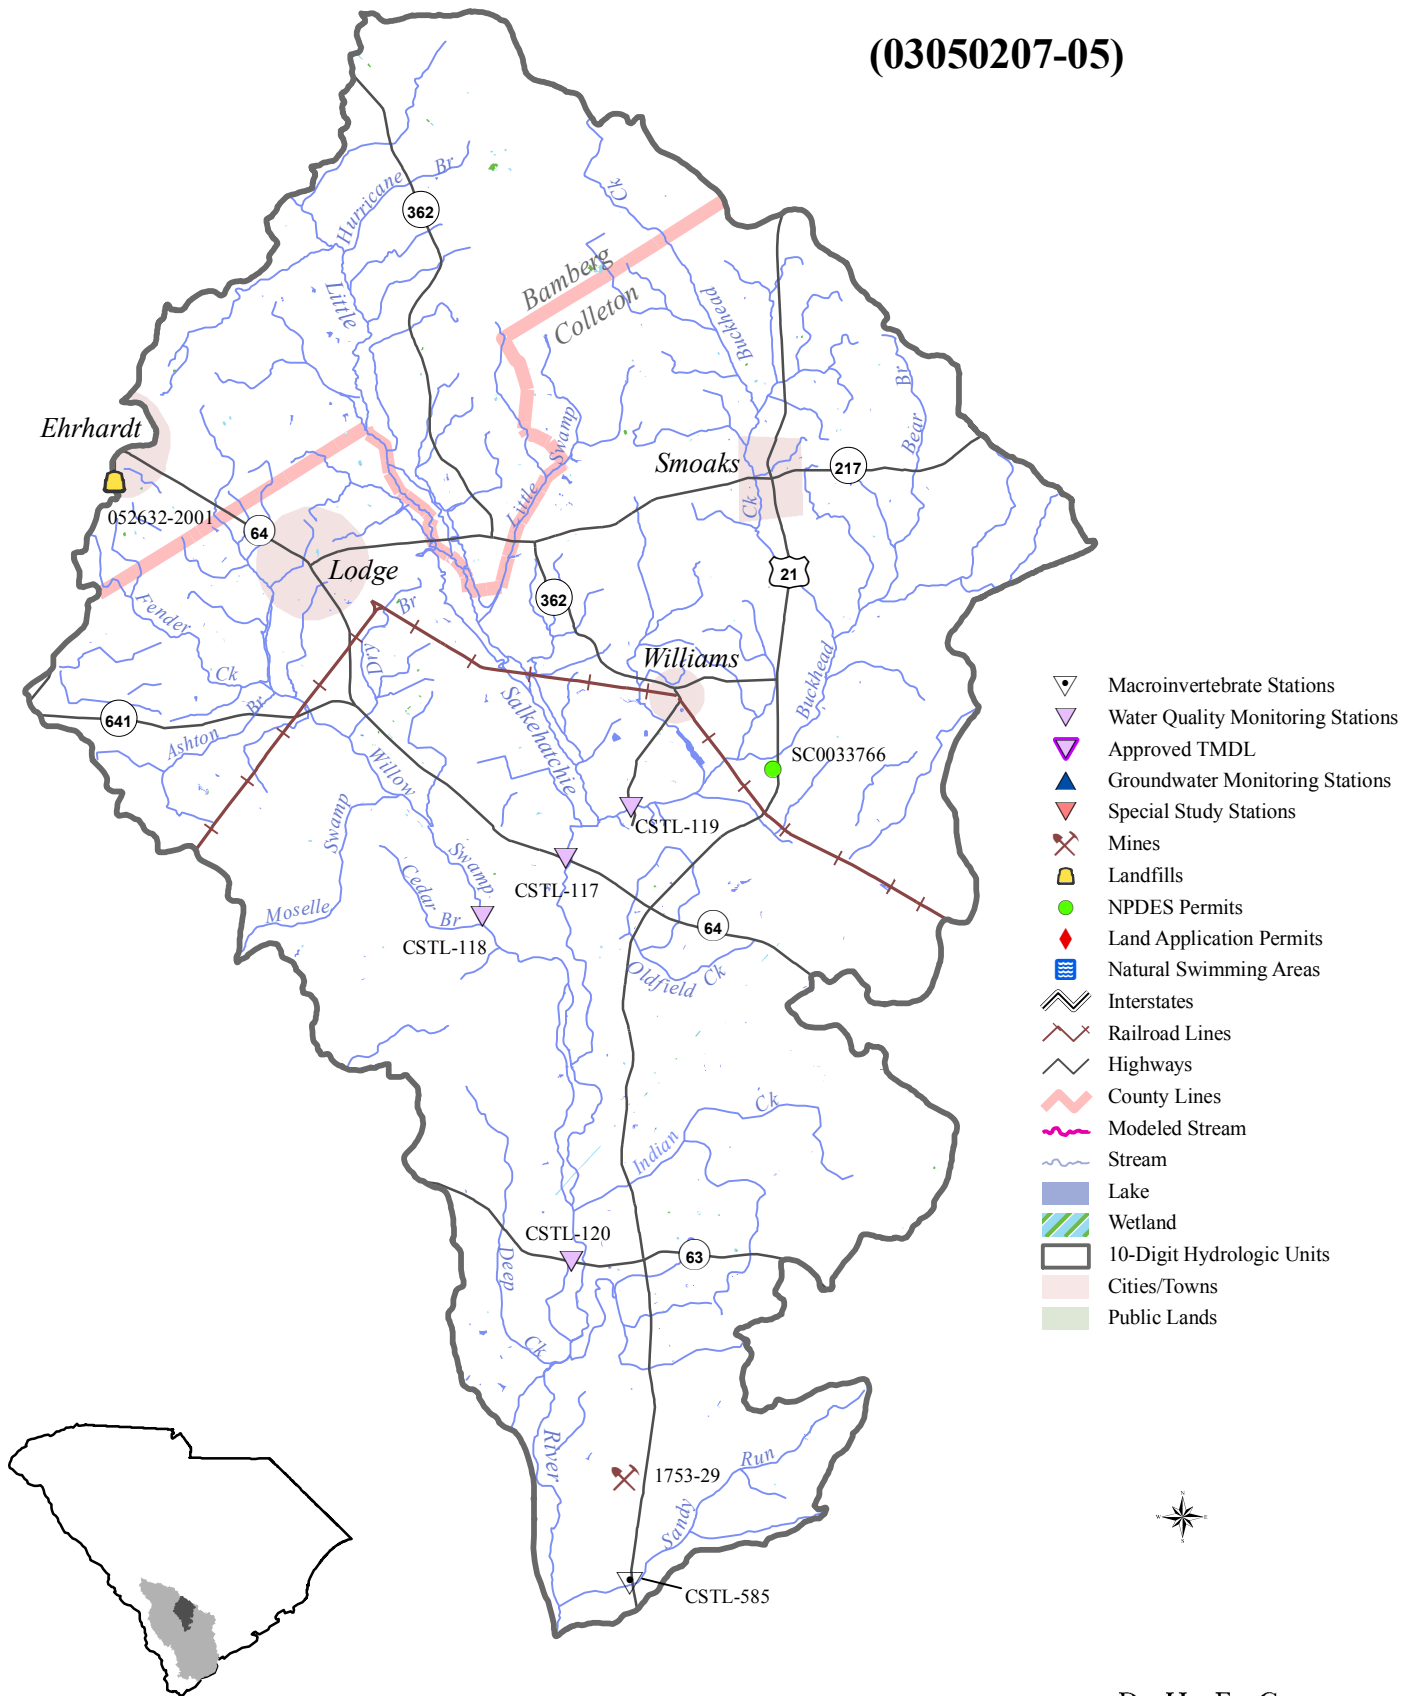 (03050207-05)
Ck
Br
Hurricane
362
Bamberg
Colleton
Little
Buckhead
Br
Bear
Ehrhardt
Little Swamp
Smoaks
217
Ck
052632-2001
64
Lodge
21
362
Br
Fender
Ck
Dry
Williams
Buckhead
Salkehatchie
641
Ashton Br
Willow
Swamp
SC0033766
Swamp
Moselle
CSTL-119
CSTL-117
Cedar Br
CSTL-118
64
Oldfield Ck
Indian Ck
CSTL-120
63
Deep
Ck
River
1753-29
Run
Sandy
CSTL-585
Macroinvertebrate Stations
Water Quality Monitoring Stations
Approved TMDL
Groundwater Monitoring Stations
Special Study Stations
Mines
Landfills
NPDES Permits
Land Application Permits
Natural Swimming Areas
Interstates
Railroad Lines
Highways
County Lines
Modeled Stream
Stream
Lake
Wetland
10-Digit Hydrologic Units
Cities/Towns
Public Lands
N
W E
S